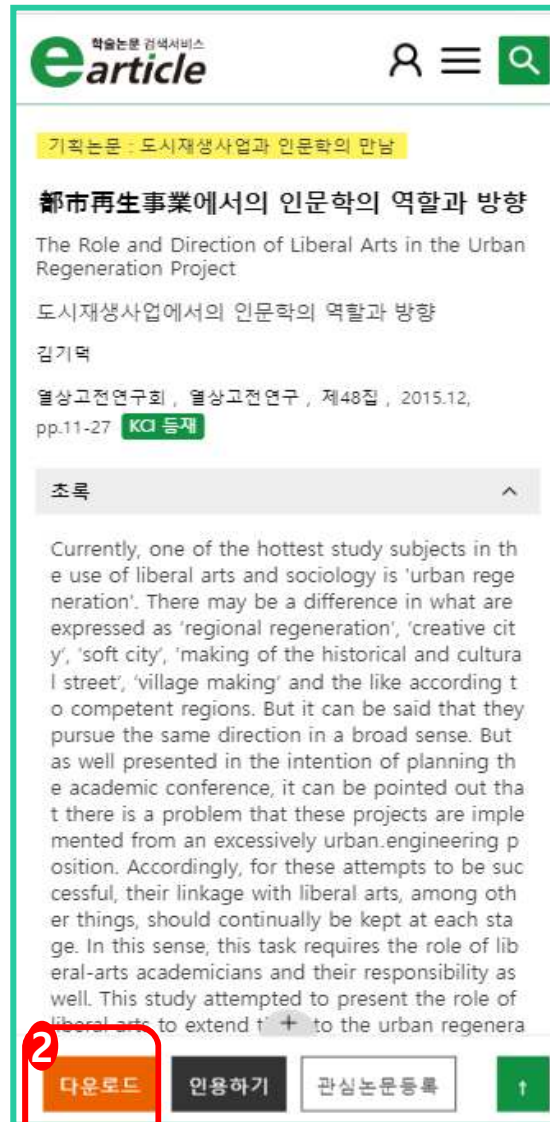 학술논문 검색서비스
earticle
기획논문 : 도시재생사업과 인문학의 만남
都市再生事業에서의 인문학의 역할과 방향
The Role and Direction of Liberal Arts in the Urban
Regeneration Project
도시재생사업에서의 인문학의 역할과 방향
김기덕
열상고전연구회 , 열상고전연구 , 제48집 , 2015.12,
pp.11-27 KCI 등재
초록
Currently, one of the hottest study subjects in th
e use of liberal arts and sociology is 'urban rege
neration'. There may be a difference in what are
expressed as 'regional regeneration', 'creative cit
y', 'soft city', 'making of the historical and cultura
l street', 'village making' and the like according t
o competent regions. But it can be said that they
pursue the same direction in a broad sense. But
as well presented in the intention of planning th
e academic conference, it can be pointed out tha
t there is a problem that these projects are imple
mented from an excessively urban.engineering p
osition. Accordingly, for these attempts to be suc
cessful, their linkage with liberal arts, among oth
er things, should continually be kept at each sta
ge. In this sense, this task requires the role of lib
eral-arts academicians and their responsibility as
well. This study attempted to present the role of
liberal arts to extend + to the urban regenera
2
다운로드 인용하기 관심논문등록 ↑